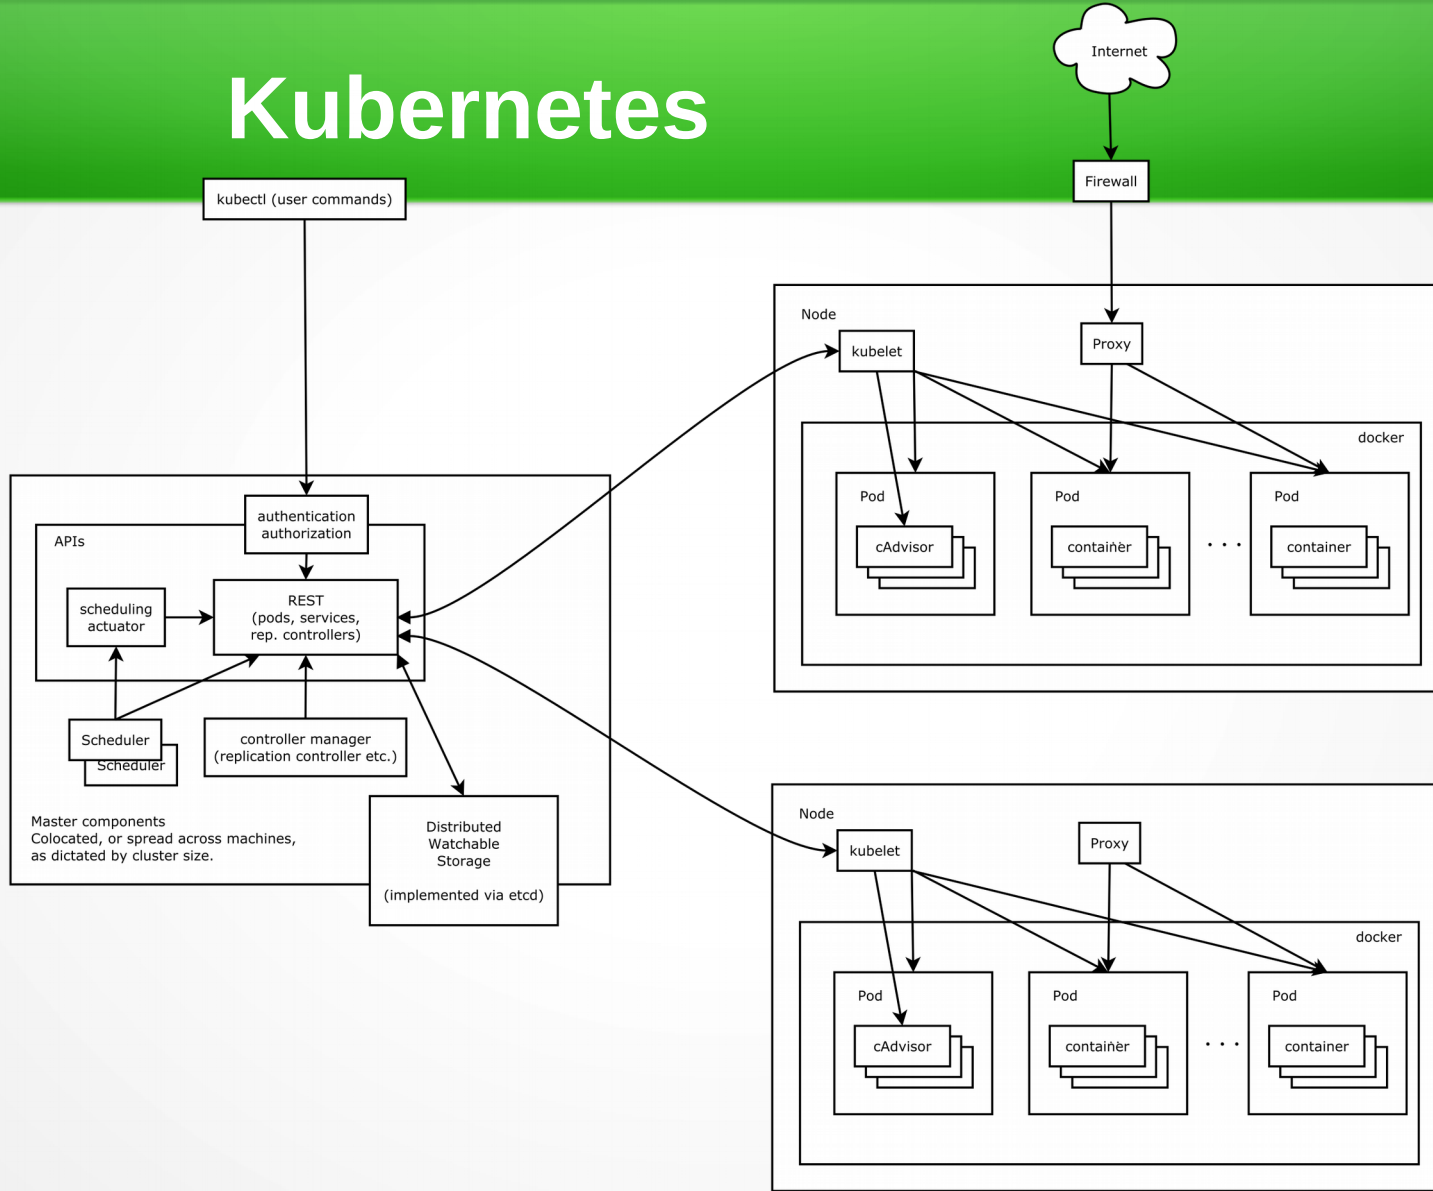 Kubernetes
Internet
Firewall
kubectl (user commands)
authentication
authorization
APIs
scheduling
actuator
REST
(pods, services,
rep. controllers)
Scheduler
Scheduler
controller manager
(replication controller etc.)
Master components
Colocated, or spread across machines,
as dictated by cluster size.
Distributed
Watchable
Storage
(implemented via etcd)
Node
kubelet
Proxy
docker
Pod
cAdvisor
Pod
container
. . .
Pod
container
Node
kubelet
Proxy
docker
Pod
cAdvisor
Pod
container
. . .
Pod
container